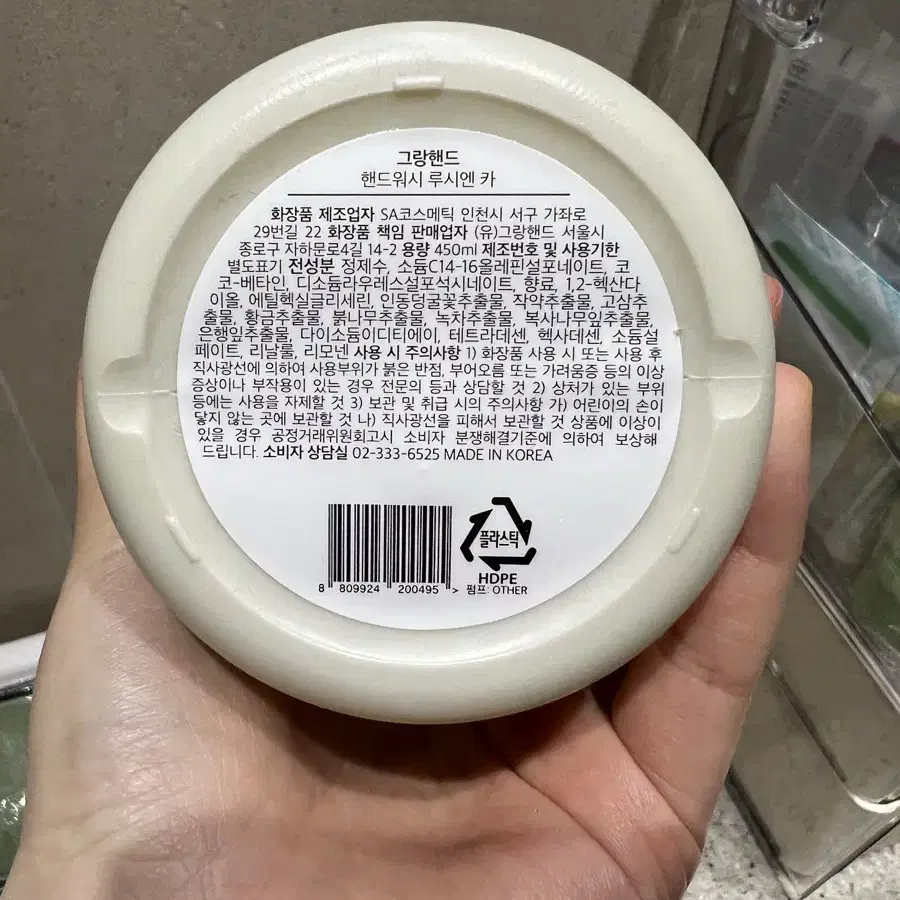 그랑핸드
핸드워시 루시엔 카
화장품 제조업자 SA코스메틱 인천시 서구 가좌로
29번길 22 화장품 책임 판매업자 (유)그랑핸드 서울시
종로구 자하문로4길 14-2 용량 450ml 제조번호 및 사용기한
별도표기 전성분 정제수, 소듐C14-16올레핀설포네이트, 코
코-베타인, 디소듐라우레스설포석시네이트, 향료, 1,2-헥산다
이올, 에틸헥실글리세린, 인동덩굴꽃추출물, 작약추출물, 고삼추
출물, 황금추출물, 붉나무추출물, 녹차추출물, 복사나무잎추출물,
은행잎추출물, 다이소듐이디티에이, 테트라데센, 헥사데센, 소듐설
페이트, 리날룰, 리모넨 사용 시 주의사항 1) 화장품 사용 시 또는 사용 후
직사광선에 의하여 사용부위가 붉은 반점, 부어오름 또는 가려움증 등의 이상
증상이나 부작용이 있는 경우 전문의 등과 상담할 것 2) 상처가 있는 부위
등에는 사용을 자제할 것 3) 보관 및 취급 시의 주의사항 가) 어린이의 손이
닿지 않는 곳에 보관할 것 나) 직사광선을 피해서 보관할 것 상품에 이상이
있을 경우 공정거래위원회고시 소비자 분쟁해결기준에 의하여 보상해
드립니다. 소비자 상담실 02-333-6525 MADE IN KOREA
플라스틱
HDPE
펌프: OTHER
8 809924 200495 >